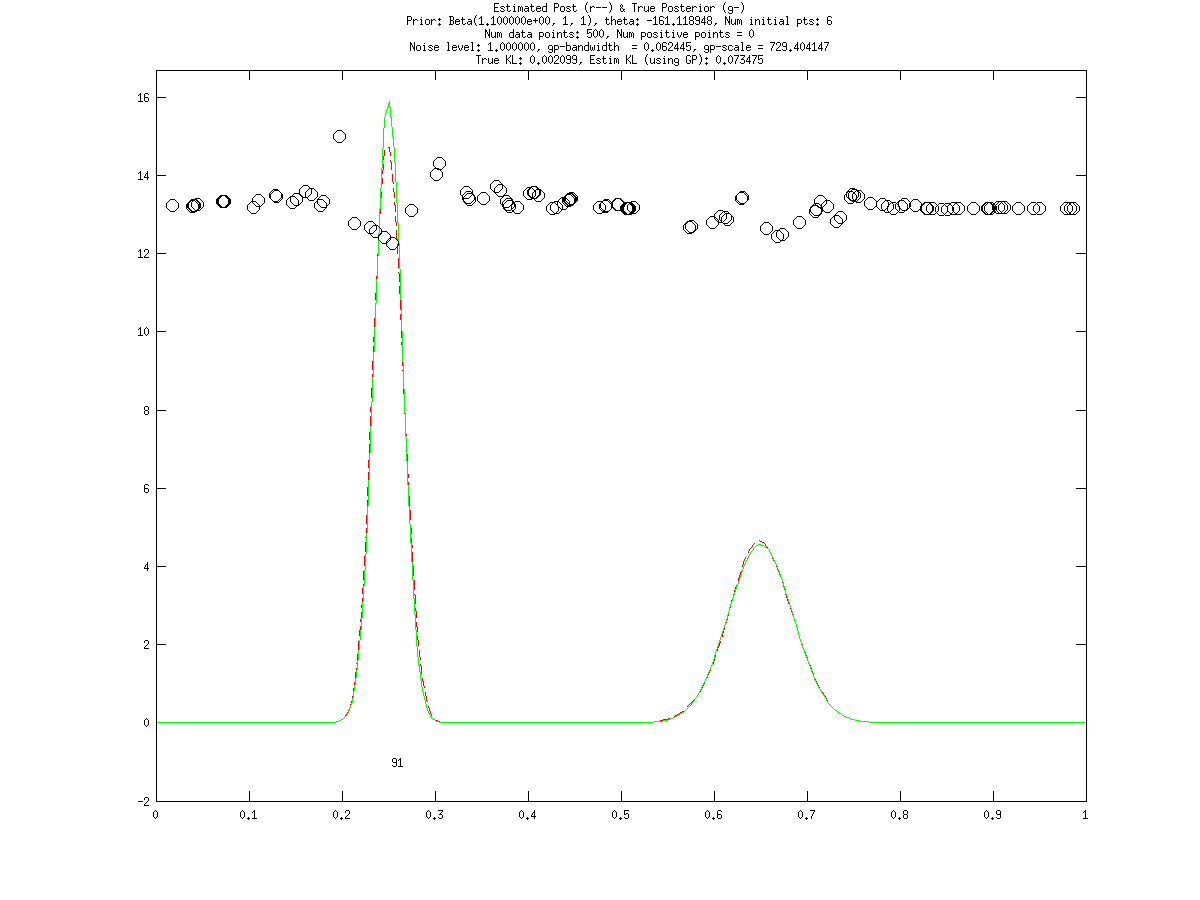 Estimated Post (r--) & True Posterior (g-)
Prior: Beta(1.100000e+00, 1, 1), theta: -161.118948, Num initial pts: 6
Num data points: 500, Num positive points = 0
Noise level: 1.000000, gp-bandwidth  = 0.062445, gp-scale = 729.404147
True KL: 0.002099, Estim KL (using GP): 0.073475
16
14
12
10
8
6
4
2
0
91
-2
0 0.1 0.2 0.3 0.4 0.5 0.6 0.7 0.8 0.9 1